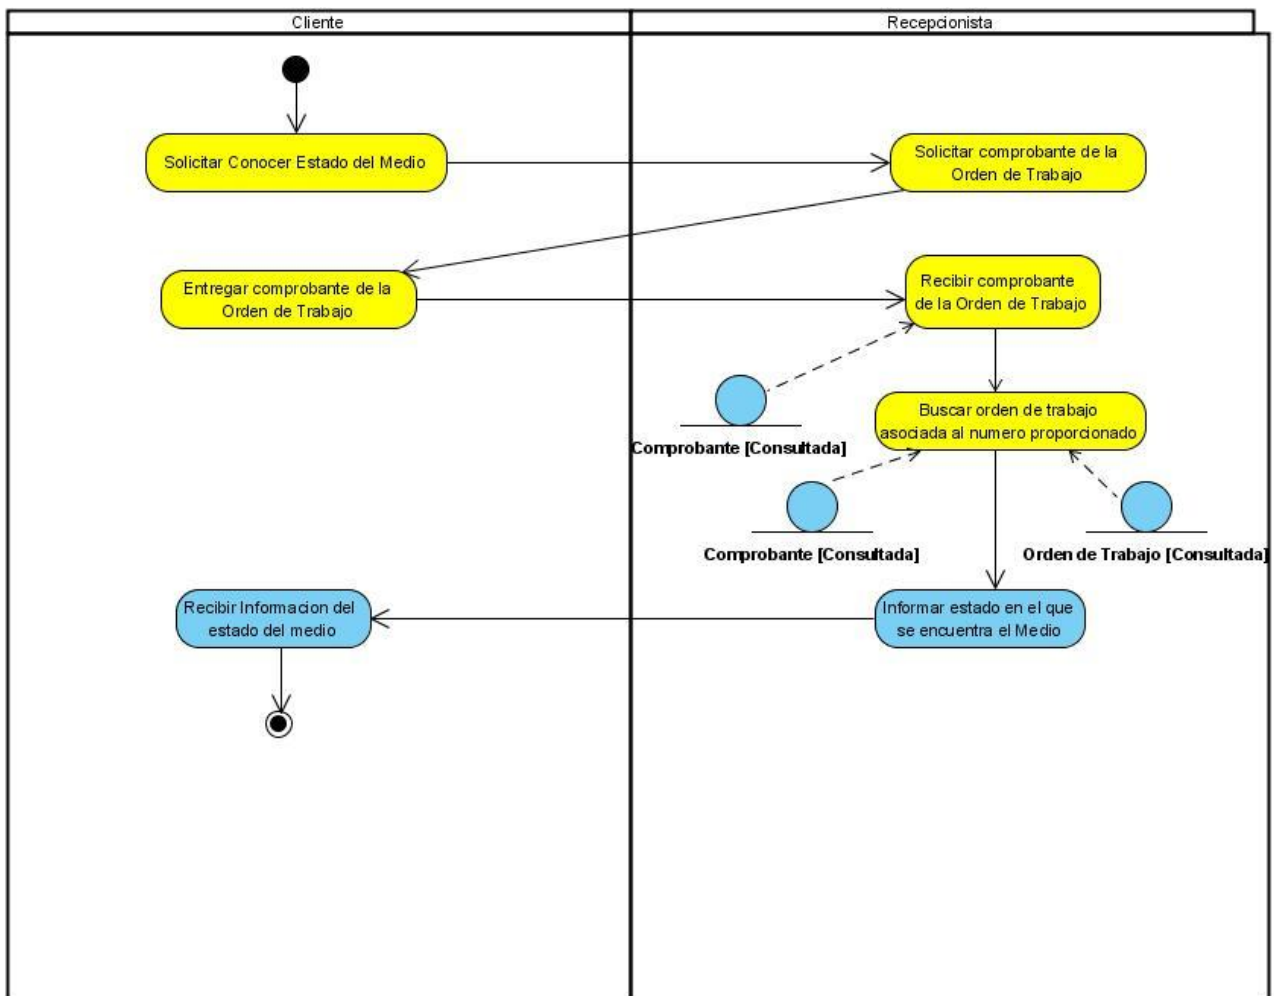 Cliente
Recepcionista
Solicitar Conocer Estado del Medio
Solicitar comprobante de la
Orden de Trabajo
Entregar comprobante de la
Orden de Trabajo
Recibir comprobante
de la Orden de Trabajo
Comprobante [Consultada]
Buscar orden de trabajo
asociada al numero proporcionado
Comprobante [Consultada]
Orden de Trabajo [Consultada]
Recibir Informacion del
estado del medio
Informar estado en el que
se encuentra el Medio